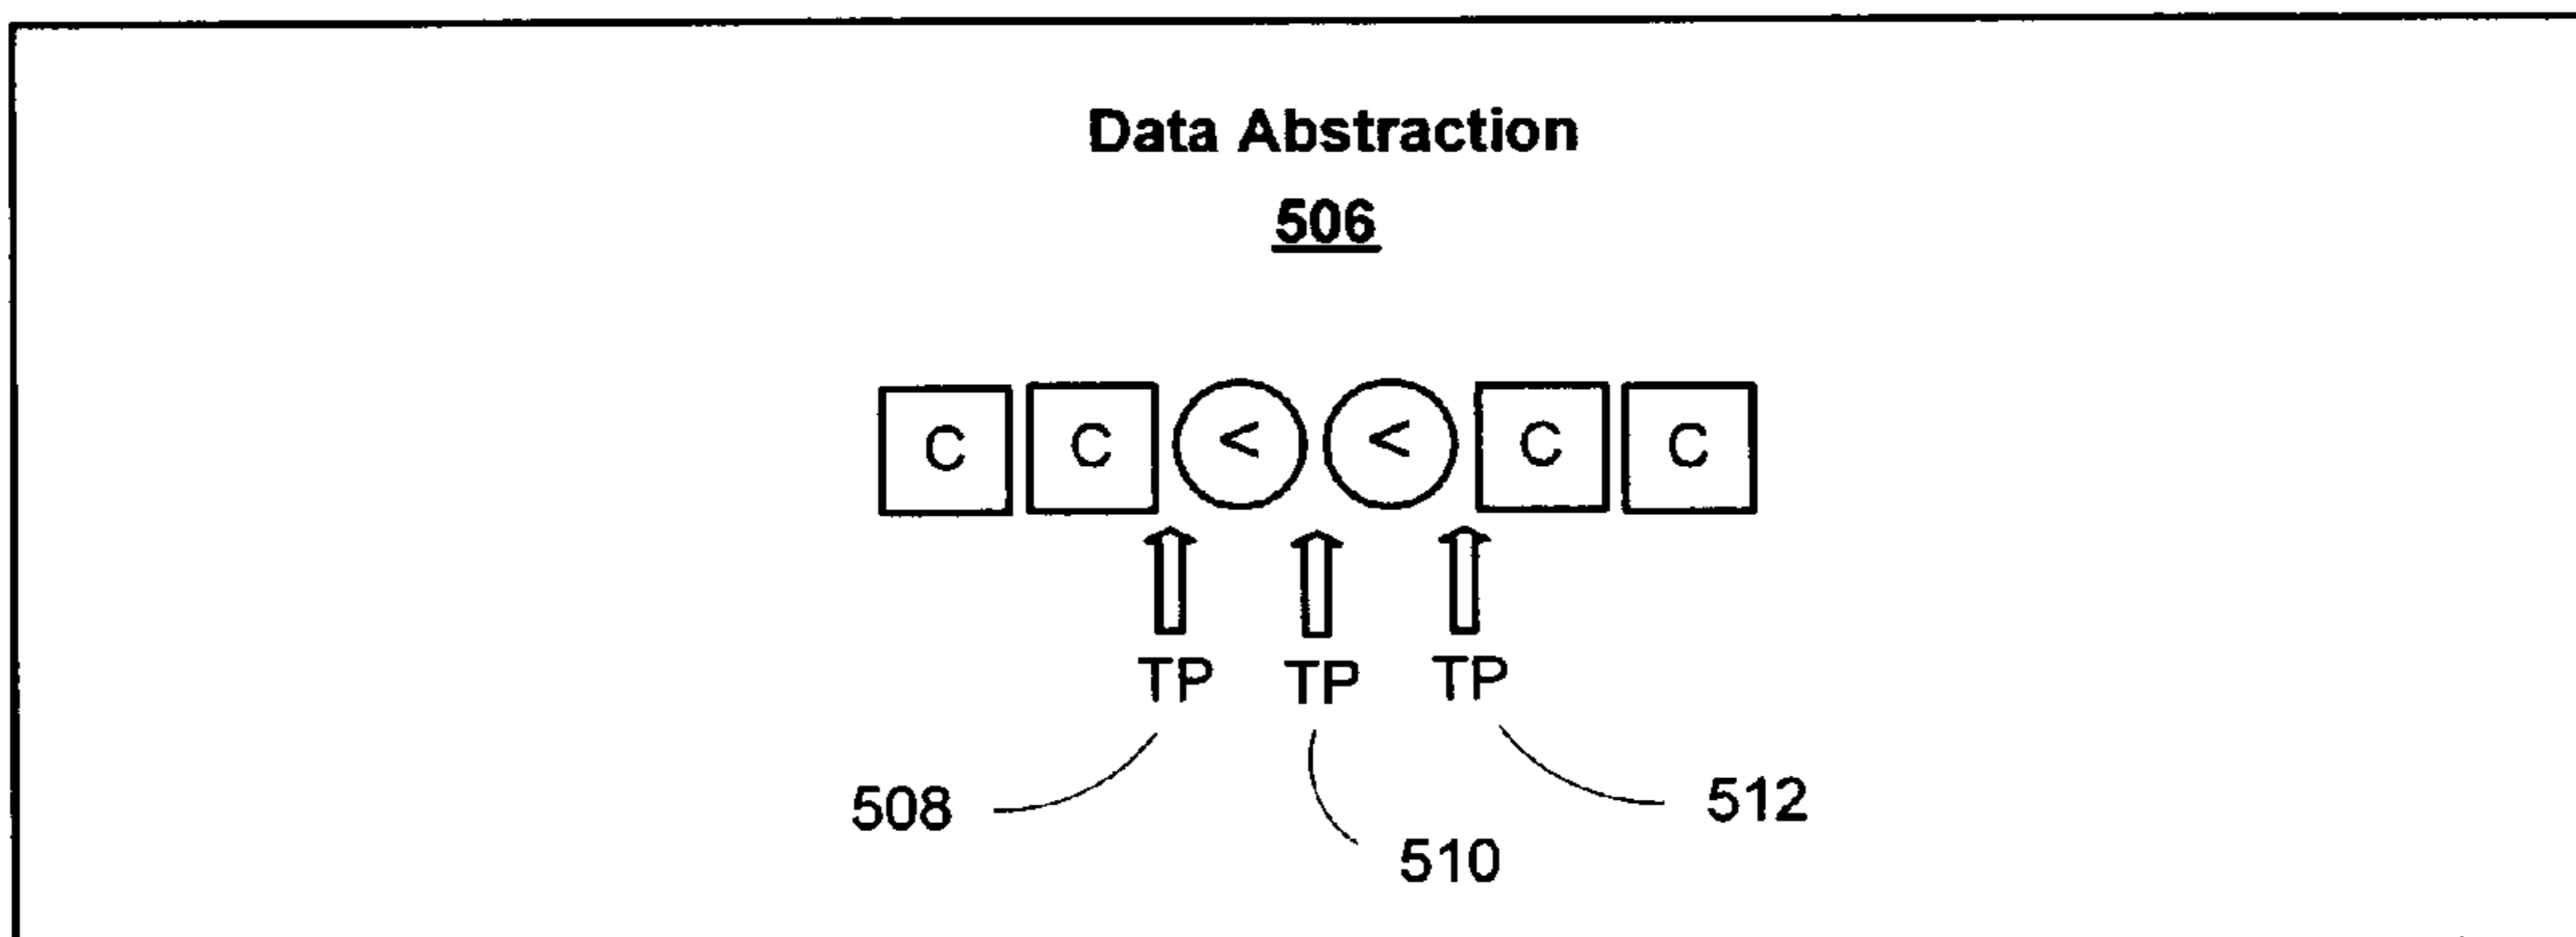 Data Abstraction
506
C C < < C C
TP TP TP
508 510 512